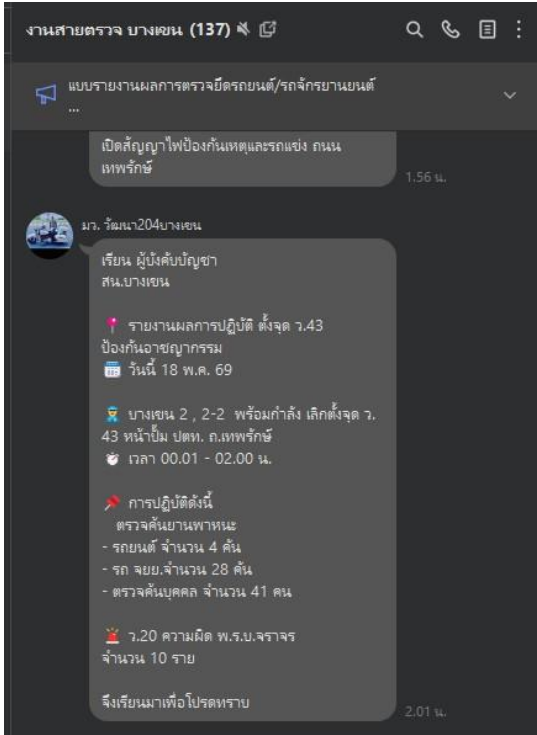 งานสายตรวจ บางเขน (137)
แบบรายงานผลการตรวจยึดรถยนต์/รถจักรยานยนต์
...
เปิดสัญญาไฟป้องกันเหตุและรถแข่ง ถนน
เทพรักษ์
1.56 น.
มว. วัฒนา204บางเขน
เรียน ผู้บังคับบัญชา
สน.บางเขน
รายงานผลการปฏิบัติ ตั้งจุด ว.43
ป้องกันอาชญากรรม
วันนี้ 18 พ.ค. 69
บางเขน 2 , 2-2 พร้อมกำลัง เลิกตั้งจุด ว.
43 หน้าปั๊ม ปตท. ถ.เทพรักษ์
เวลา 00.01 - 02.00 น.
การปฏิบัติดังนี้
ตรวจค้นยานพาหนะ
- รถยนต์ จำนวน 4 คัน
- รถ จยย.จำนวน 28 คัน
- ตรวจค้นบุคคล จำนวน 41 คน
ว.20 ความผิด พ.ร.บ.จราจร
จำนวน 10 ราย
จึงเรียนมาเพื่อโปรดทราบ
2.01 น.